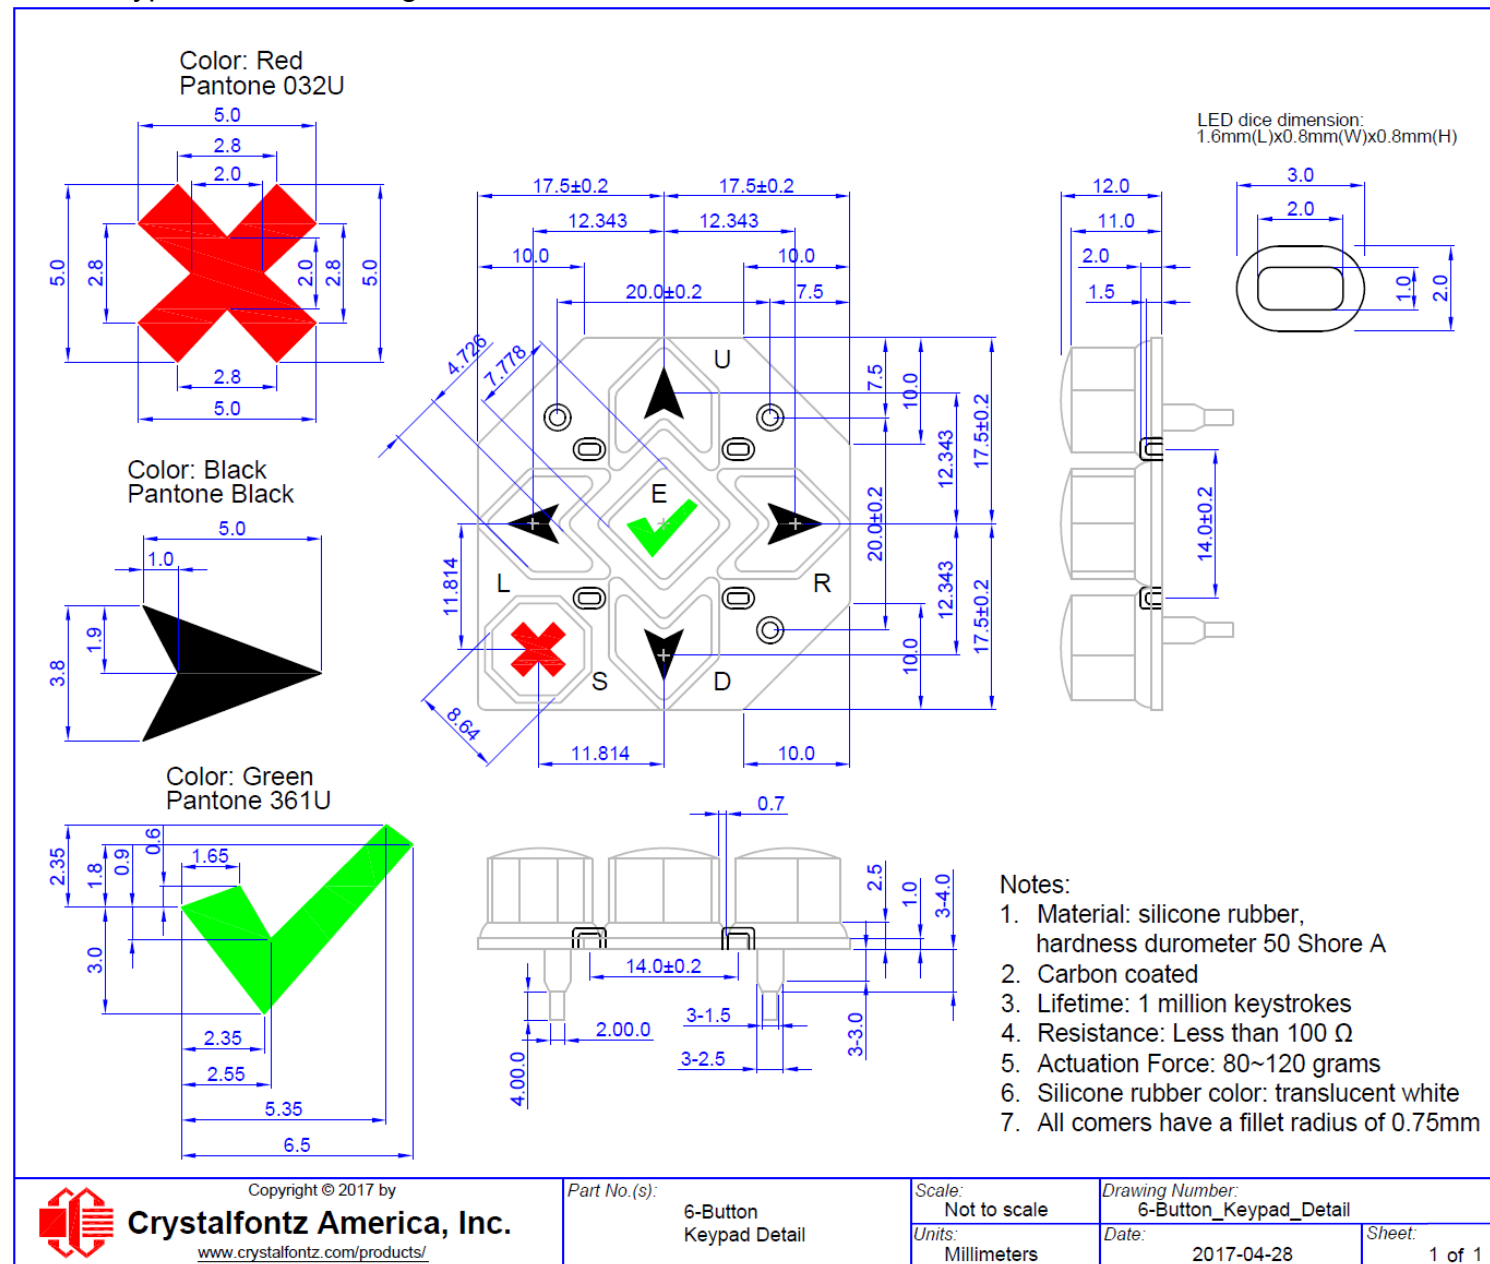 Color: Red
Pantone 032U
5.0
2.8
2.0
5.0
2.8
2.0
2.8
5.0
2.8
5.0
Color: Black
Pantone Black
5.0
1.0
1.9
3.8
Color: Green
Pantone 361U
2.35
1.8
0.9
0.6
1.65
3.0
2.35
2.55
5.35
6.5
17.5±0.2
17.5±0.2
12.343
12.343
10.0
10.0
20.0±0.2
7.5
4.726
7.778
U
E
L
R
S
D
7.5
10.0
12.343
17.5±0.2
20.0±0.2
12.343
17.5±0.2
10.0
11.814
8.64
11.814
10.0
12.0
11.0
2.0
1.5
14.0±0.2
LED dice dimension:
1.6mm(L)x0.8mm(W)x0.8mm(H)
3.0
2.0
1.0
2.0
0.7
2.5
1.0
3-4.0
14.0±0.2
3-1.5
2.00.0
3-2.5
3-3.0
4.00.0
Notes:
1. Material: silicone rubber,
hardness durometer 50 Shore A
2. Carbon coated
3. Lifetime: 1 million keystrokes
4. Resistance: Less than 100 Ω
5. Actuation Force: 80~120 grams
6. Silicone rubber color: translucent white
7. All corners have a fillet radius of 0.75mm
Copyright © 2017 by
Crystalfontz America, Inc.
www.crystalfontz.com/products/
Part No.(s):
6-Button
Keypad Detail
Scale:
Not to scale
Drawing Number:
6-Button_Keypad_Detail
Units:
Millimeters
Date:
2017-04-28
Sheet:
1 of 1